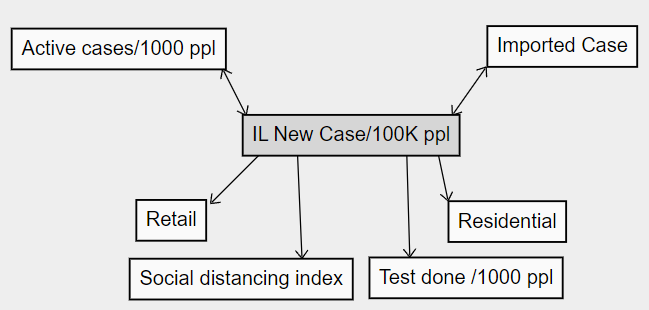 Active cases/1000 ppl
Imported Case
IL New Case/100K ppl
Retail
Residential
Social distancing index
Test done /1000 ppl